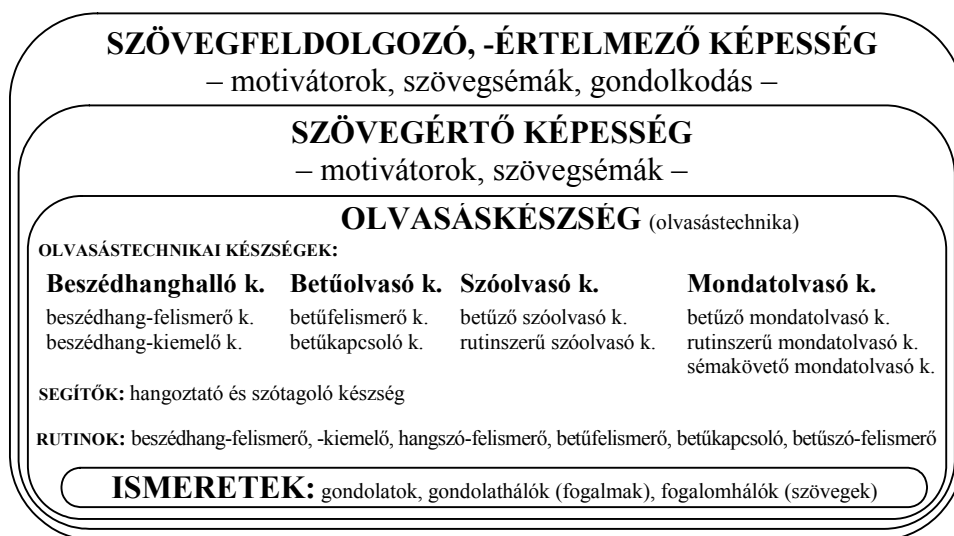 SZÖVEGFELDOLGOZÓ, -ÉRTELMEZŐ KÉPESSÉG
– motivátorok, szövegsémák, gondolkodás –
SZÖVEGÉRTŐ KÉPESSÉG
– motivátorok, szövegsémák –
OLVASÁSKÉSZSÉG (olvasástechnika)
OLVASÁSTECHNIKAI KÉSZSÉGEK:
Beszédhanghalló k. Betűolvasó k. Szóolvasó k. Mondatolvasó k.
beszédhang-felismerő k. betűfelismerő k. betűző szóolvasó k. betűző mondatolvasó k.
beszédhang-kiemelő k. betűkapcsoló k. rutinszerű szóolvasó k. rutinszerű mondatolvasó k.
sémakövető mondatolvasó k.
SEGÍTŐK: hangoztató és szótagoló készség
RUTINOK: beszédhang-felismerő, -kiemelő, hangszó-felismerő, betűfelismerő, betűkapcsoló, betűszó-felismerő
ISMERETEK: gondolatok, gondolathálók (fogalmak), fogalomhálók (szövegek)